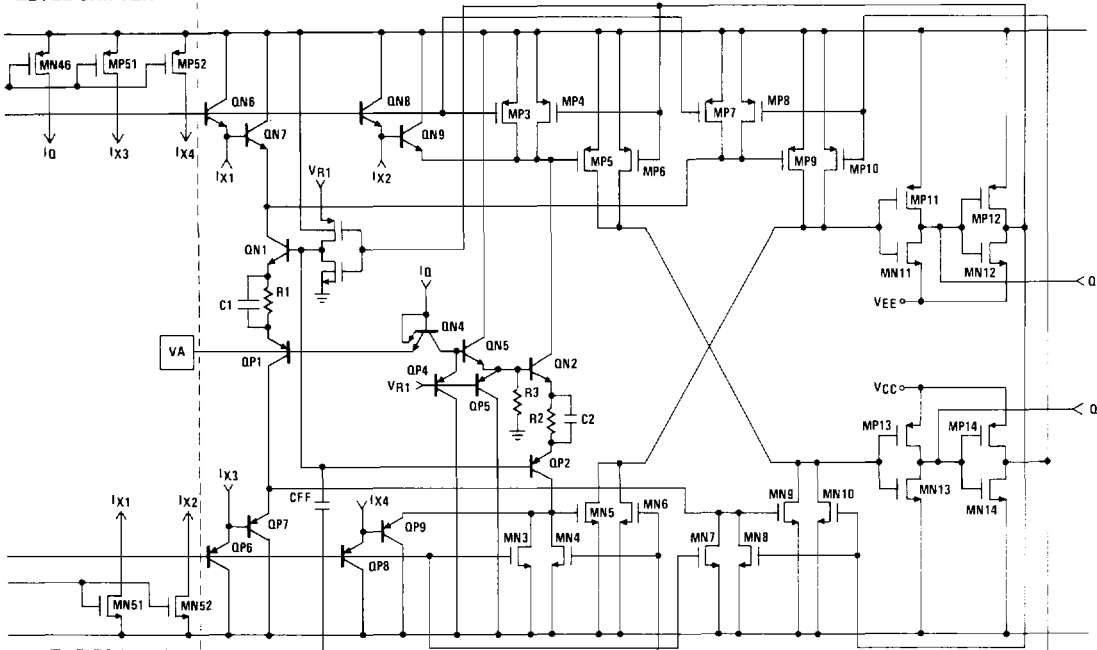 MN46
MP51
MP52
QN6
QN7
QN8
QN9
MP3
MP4
MP5
MP6
MP7
MP8
MP9
MP10
IQ
IX3
IX4
IX1
IX2
VR1
MP11
MP12
QN1
MN11
MN12
C1
R1
IQ
VEE
Q
QN4
QN5
VA
QP1
QN2
QP4
VR1
QP5
R3
R2
C2
VCC
Q
MP13
MP14
QP2
MN13
MN14
IX3
IX1
IX2
CFF
IX4
QP7
QP9
MN5
MN6
MN9
MN10
QP6
QP8
MN3
MN4
MN7
MN8
MN51
MN52